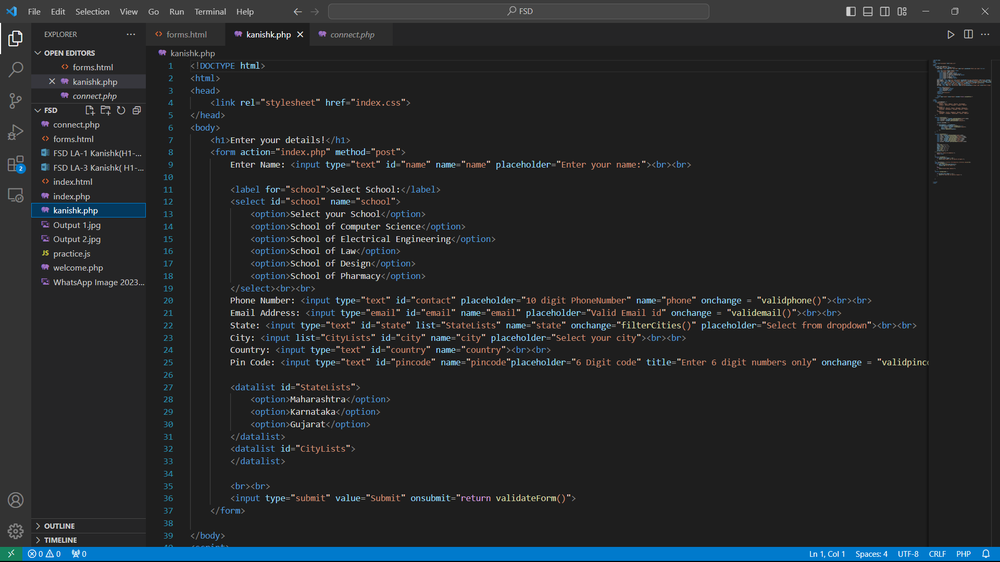 File Edit Selection View Go Run Terminal Help
FSD
EXPLORER
OPEN EDITORS
forms.html
kanishk.php
connect.php
FSD
connect.php
forms.html
FSD LA-1 Kanishk(H1-...
FSD LA-3 Kanishk( H1-...
index.html
index.php
kanishk.php
Output 1.jpg
Output 2.jpg
JS practice.js
welcome.php
WhatsApp Image 2023...
OUTLINE
TIMELINE
2
forms.html kanishk.php connect.php
kanishk.php
1 <!DOCTYPE html>
2 <html>
3 <head>
4 <link rel="stylesheet" href="index.css">
5 </head>
6 <body>
7 <h1>Enter your details!</h1>
8 <form action="index.php" method="post">
9 Enter Name: <input type="text" id="name" name="name" placeholder="Enter your name:"><br><br>
10
11 <label for="school">Select School:</label>
12 <select id="school" name="school">
13 <option>Select your School</option>
14 <option>School of Computer Science</option>
15 <option>School of Electrical Engineering</option>
16 <option>School of Law</option>
17 <option>School of Design</option>
18 <option>School of Pharmacy</option>
19 </select><br><br>
20 Phone Number: <input type="text" id="contact" placeholder="10 digit PhoneNumber" name="phone" onchange = "validphone()"><br><br>
21 Email Address: <input type="email" id="email" name="email" placeholder="Valid Email id" onchange = "validemail()"><br><br>
22 State: <input type="text" id="state" list="StateLists" name="state" onchange="filterCities()" placeholder="Select from dropdown"><br><br>
23 City: <input list="CityLists" id="city" name="city" placeholder="Select your city"><br><br>
24 Country: <input type="text" id="country" name="country"><br><br>
25 Pin Code: <input type="text" id="pincode" name="pincode"placeholder="6 Digit code" title="Enter 6 digit numbers only" onchange = "validpinc
26
27 <datalist id="StateLists">
28 <option>Maharashtra</option>
29 <option>Karnataka</option>
30 <option>Gujarat</option>
31 </datalist>
32 <datalist id="CityLists">
33 </datalist>
34
35 <br><br>
36 <input type="submit" value="Submit" onsubmit="return validateForm()">
37 </form>
38
39 </body>
0 0 0
Ln 1, Col 1 Spaces: 4 UTF-8 CRLF PHP